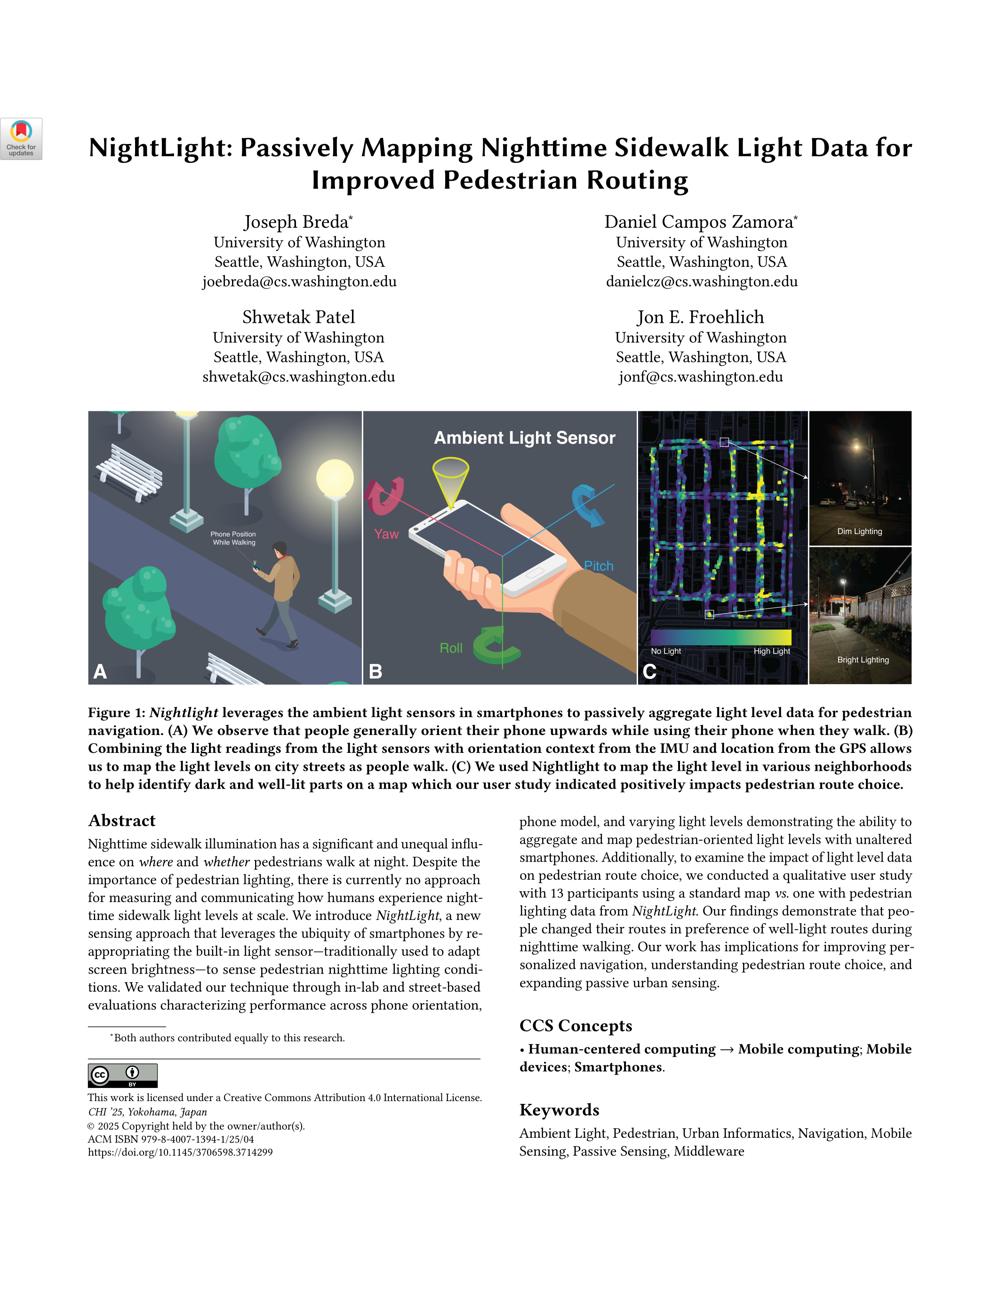 Check for
updates
NightLight: Passively Mapping Nighttime Sidewalk Light Data for
Improved Pedestrian Routing
Joseph Breda*
University of Washington
Seattle, Washington, USA
joebreda@cs.washington.edu
Daniel Campos Zamora*
University of Washington
Seattle, Washington, USA
danielcz@cs.washington.edu
Shwetak Patel
University of Washington
Seattle, Washington, USA
shwetak@cs.washington.edu
Jon E. Froehlich
University of Washington
Seattle, Washington, USA
jonf@cs.washington.edu
Phone Position
While Walking
A
Ambient Light Sensor
Yaw
Pitch
Roll
B
No Light
High Light
C
Dim Lighting
Bright Lighting
Figure 1: Nightlight leverages the ambient light sensors in smartphones to passively aggregate light level data for pedestrian
navigation. (A) We observe that people generally orient their phone upwards while using their phone when they walk. (B)
Combining the light readings from the light sensors with orientation context from the IMU and location from the GPS allows
us to map the light levels on city streets as people walk. (C) We used Nightlight to map the light level in various neighborhoods
to help identify dark and well-lit parts on a map which our user study indicated positively impacts pedestrian route choice.
Abstract
Nighttime sidewalk illumination has a significant and unequal influ-
ence on where and whether pedestrians walk at night. Despite the
importance of pedestrian lighting, there is currently no approach
for measuring and communicating how humans experience night-
time sidewalk light levels at scale. We introduce NightLight, a new
sensing approach that leverages the ubiquity of smartphones by re-
appropriating the built-in light sensor—traditionally used to adapt
screen brightness—to sense pedestrian nighttime lighting condi-
tions. We validated our technique through in-lab and street-based
evaluations characterizing performance across phone orientation,
*Both authors contributed equally to this research.
cc
BY
This work is licensed under a Creative Commons Attribution 4.0 International License.
CHI '25, Yokohama, Japan
© 2025 Copyright held by the owner/author(s).
ACM ISBN 979-8-4007-1394-1/25/04
https://doi.org/10.1145/3706598.3714299
phone model, and varying light levels demonstrating the ability to
aggregate and map pedestrian-oriented light levels with unaltered
smartphones. Additionally, to examine the impact of light level data
on pedestrian route choice, we conducted a qualitative user study
with 13 participants using a standard map vs. one with pedestrian
lighting data from NightLight. Our findings demonstrate that peo-
ple changed their routes in preference of well-light routes during
nighttime walking. Our work has implications for improving per-
sonalized navigation, understanding pedestrian route choice, and
expanding passive urban sensing.
CCS Concepts
• Human-centered computing → Mobile computing; Mobile
devices; Smartphones.
Keywords
Ambient Light, Pedestrian, Urban Informatics, Navigation, Mobile
Sensing, Passive Sensing, Middleware